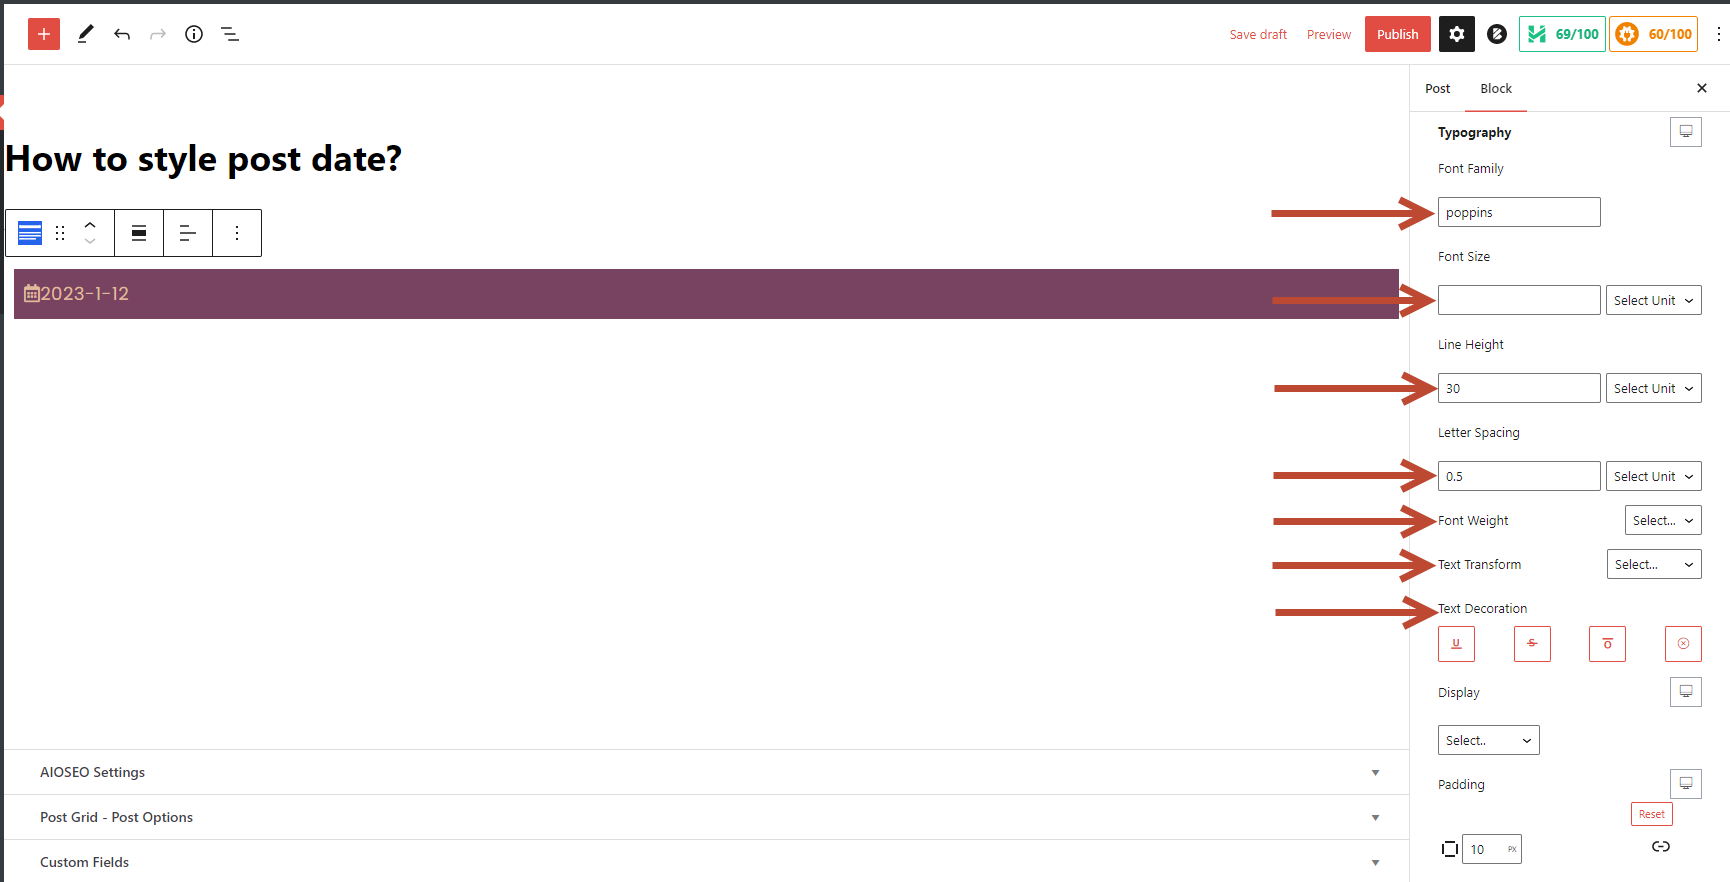 Save draft Preview Publish 69/100 60/100
Post Block
How to style post date?
2023-1-12
Typography
Font Family
poppins
Font Size
Select Unit
Line Height
30 Select Unit
Letter Spacing
0.5 Select Unit
Font Weight Select...
Text Transform Select...
Text Decoration
U S O
Display
Select..
Padding
Reset
10 PX
AIOSEO Settings
Post Grid - Post Options
Custom Fields